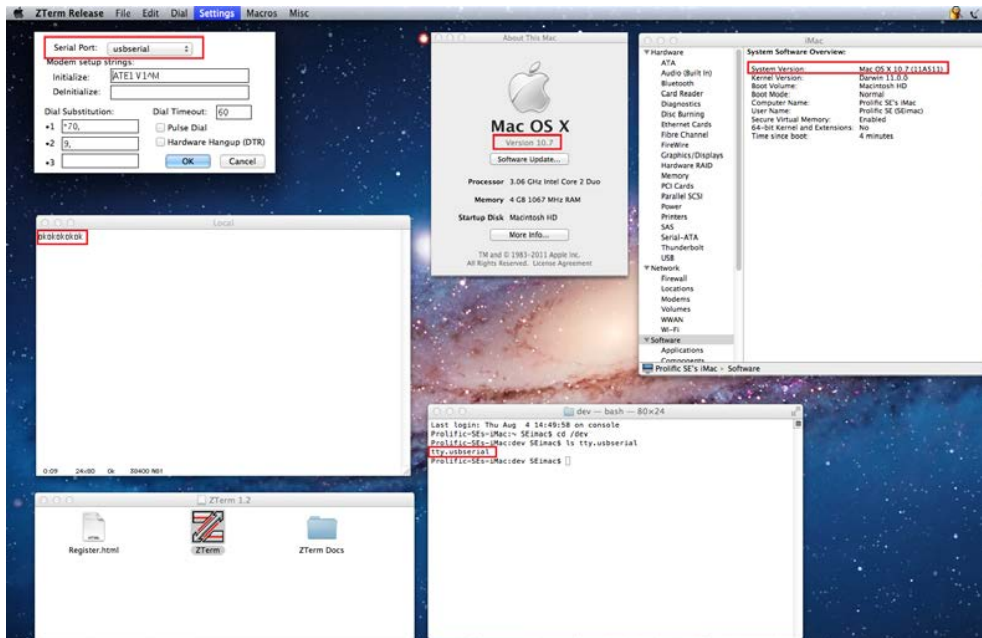 ZTerm Release File Edit Dial Settings Macros Misc
Serial Port: usbserial
Modem setup strings:
Initialize: ATE1 V1^M
DeInitialize:
Dial Substitution: Dial Timeout: 60
•1 *70, Pulse Dial
•2 9, Hardware Hangup (DTR)
•3 OK Cancel
About This Mac
Mac OS X
Version 10.7
Software Update...
Processor 3.06 GHz Intel Core 2 Duo
Memory 4 GB 1067 MHz RAM
Startup Disk Macintosh HD
More Info...
TM and © 1983-2011 Apple Inc.
All Rights Reserved. License Agreement
iMac
Hardware
ATA
Audio (Built In)
Bluetooth
Card Reader
Diagnostics
Disc Burning
Ethernet Cards
Fibre Channel
FireWire
Graphics/Displays
Hardware RAID
Memory
PCI Cards
Parallel SCSI
Power
Printers
SAS
Serial-ATA
Thunderbolt
USB
Network
Firewall
Locations
Modems
Volumes
WWAN
Wi-Fi
Software
Applications
Components
System Software Overview:
System Version: Mac OS X 10.7 (11A511)
Kernel Version: Darwin 11.0.0
Boot Volume: Macintosh HD
Boot Mode: Normal
Computer Name: Prolific SE's iMac
User Name: Prolific SE (SEimac)
Secure Virtual Memory: Enabled
64-bit Kernel and Extensions: No
Time since boot: 4 minutes
Prolific SE's iMac › Software
Local
okokokokok
0:09 24x80 Ok 38400 N81
ZTerm 1.2
Register.html ZTerm ZTerm Docs
dev — bash — 80×24
Last login: Thu Aug 4 14:49:58 on console
Prolific-SEs-iMac:~ SEimac$ cd /dev
Prolific-SEs-iMac:dev SEimac$ ls tty.usbserial
tty.usbserial
Prolific-SEs-iMac:dev SEimac$